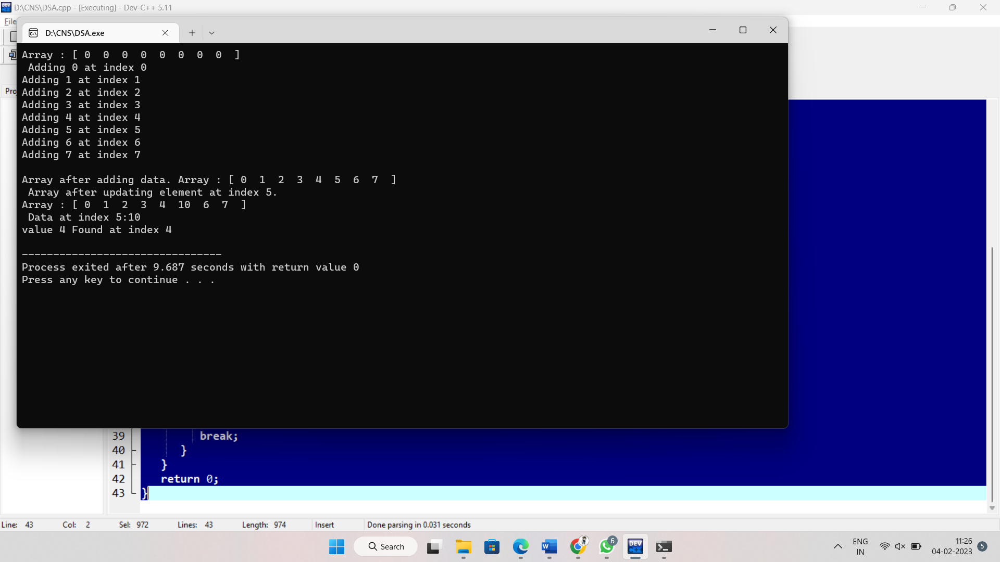 D:\CNS\DSA.cpp - [Executing] - Dev-C++ 5.11
File
D:\CNS\DSA.exe
Array : [ 0  0  0  0  0  0  0  0  ]
 Adding 0 at index 0
Adding 1 at index 1
Adding 2 at index 2
Adding 3 at index 3
Adding 4 at index 4
Adding 5 at index 5
Adding 6 at index 6
Adding 7 at index 7
Array after adding data. Array : [ 0  1  2  3  4  5  6  7  ]
 Array after updating element at index 5.
Array : [ 0  1  2  3  4  10  6  7  ]
 Data at index 5:10
value 4 Found at index 4
--------------------------------
Process exited after 9.687 seconds with return value 0
Press any key to continue . . .
39 break;
40 }
41 }
42 return 0;
43 }
Line: 43 Col: 2 Sel: 972 Lines: 43 Length: 974 Insert Done parsing in 0.031 seconds
Search
6
DEV
C++
ENG
IN
11:26
04-02-2023
5